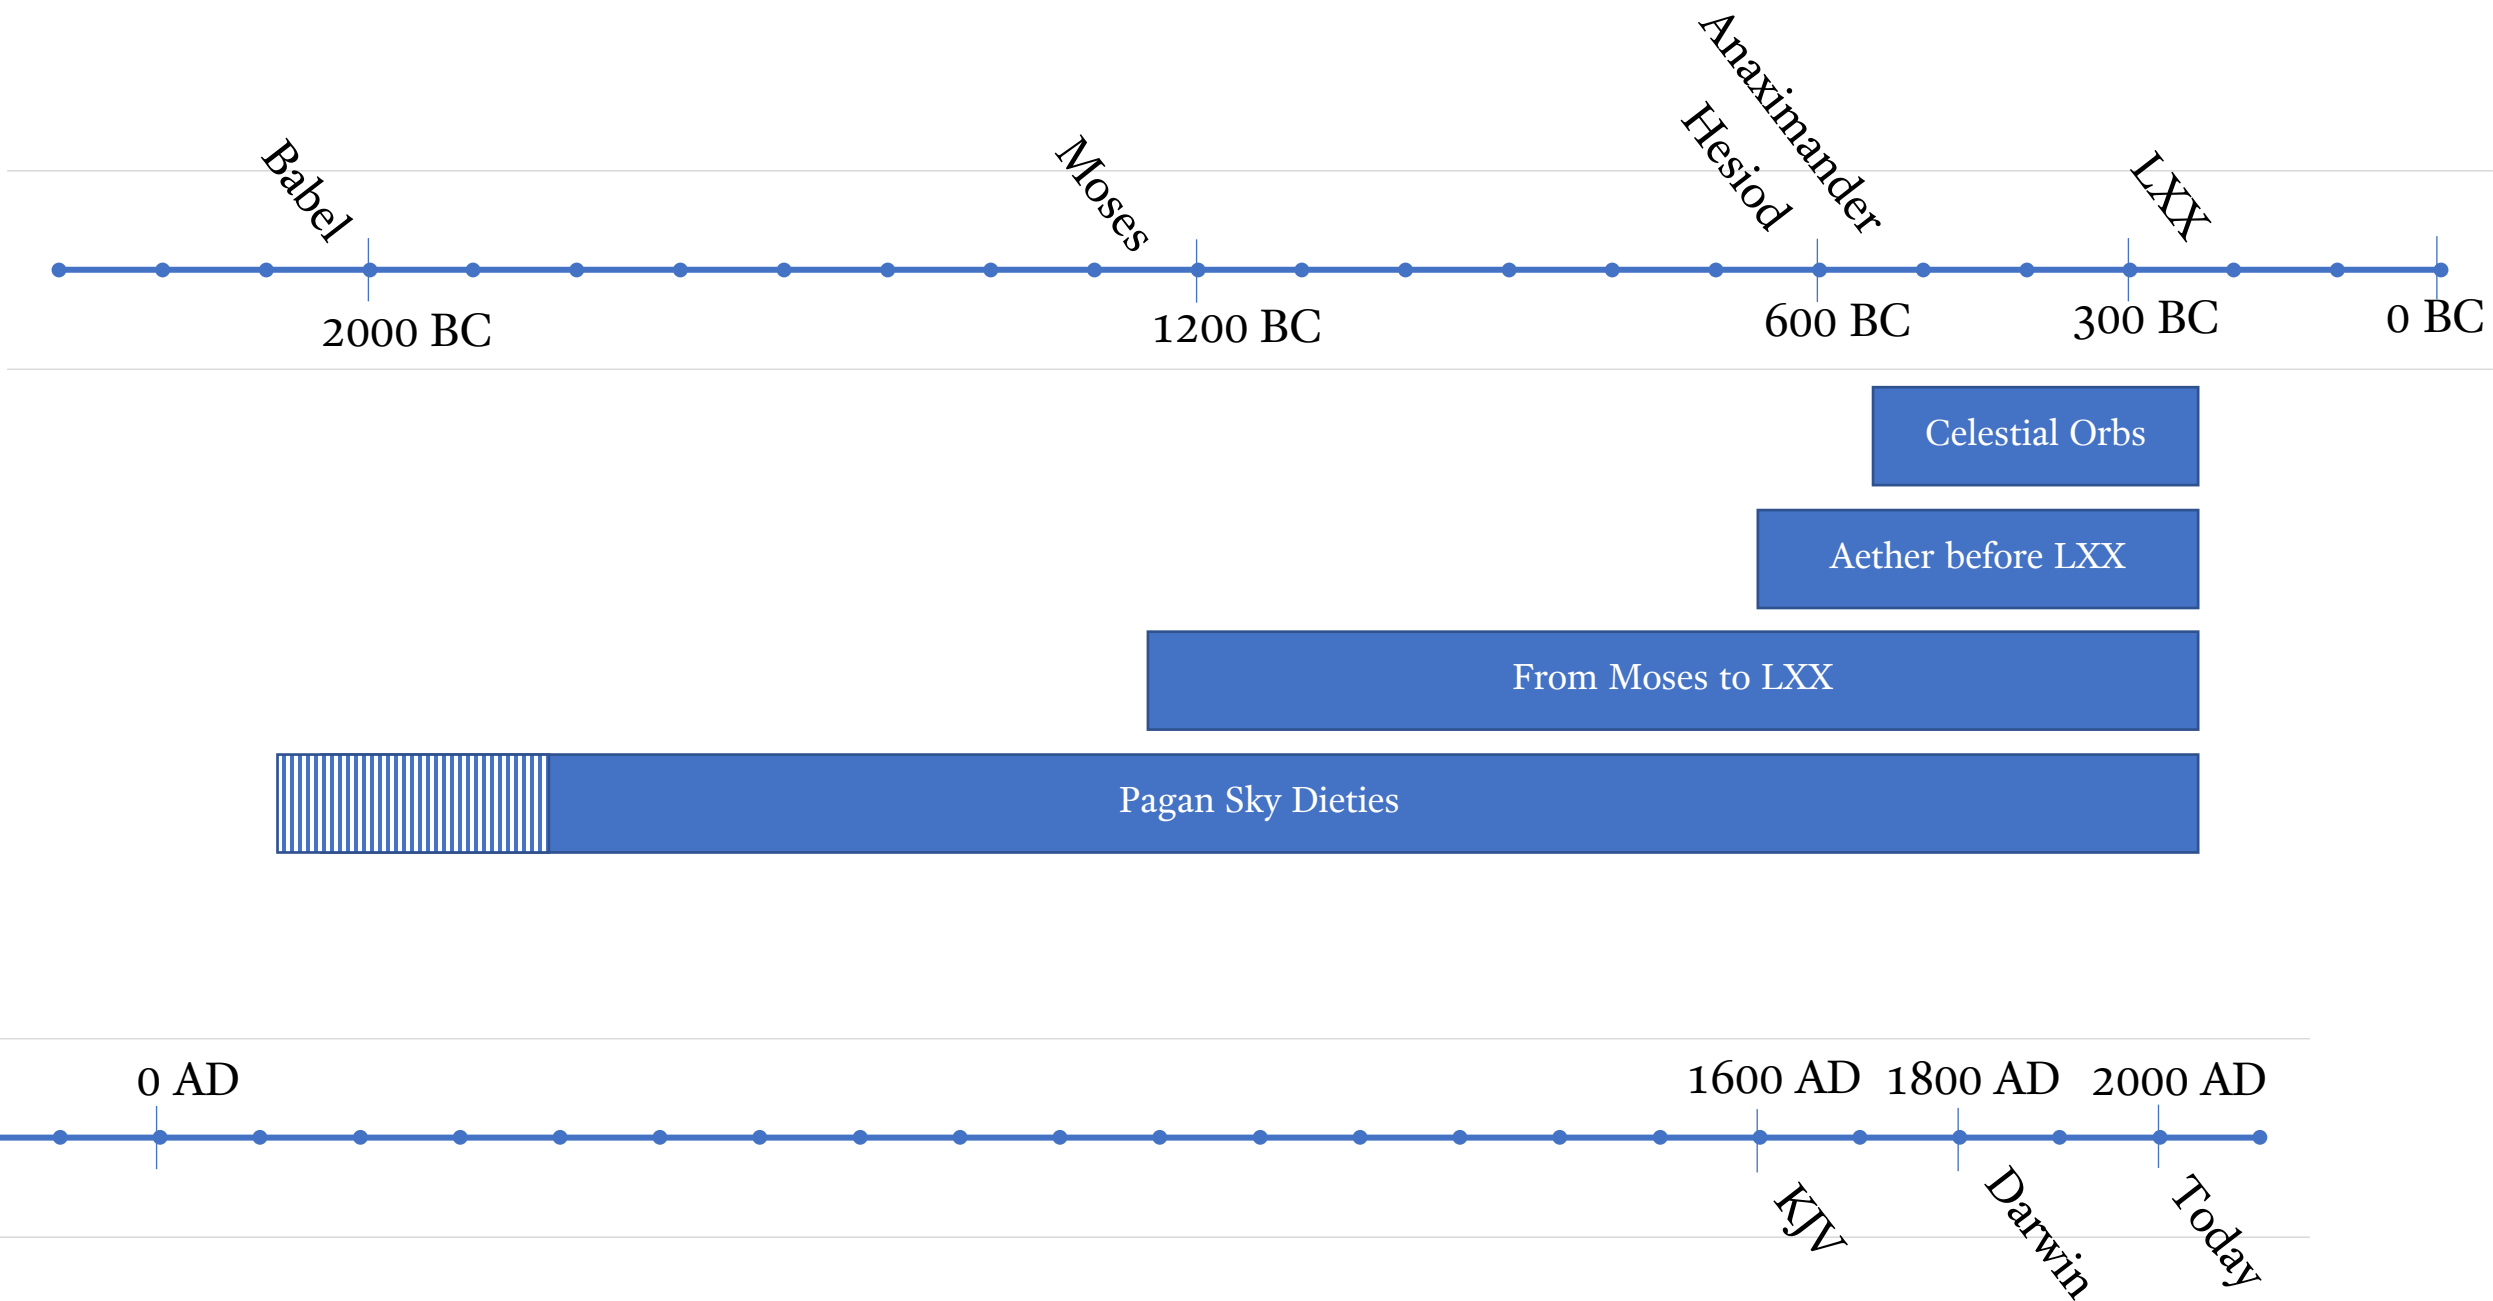 Babel
Moses
Hesiod
Anaximander
LXX
2000 BC
1200 BC
600 BC
300 BC
0 BC
Celestial Orbs
Aether before LXX
From Moses to LXX
Pagan Sky Dieties
0 AD
1600 AD
1800 AD
2000 AD
KJV
Darwin
Today